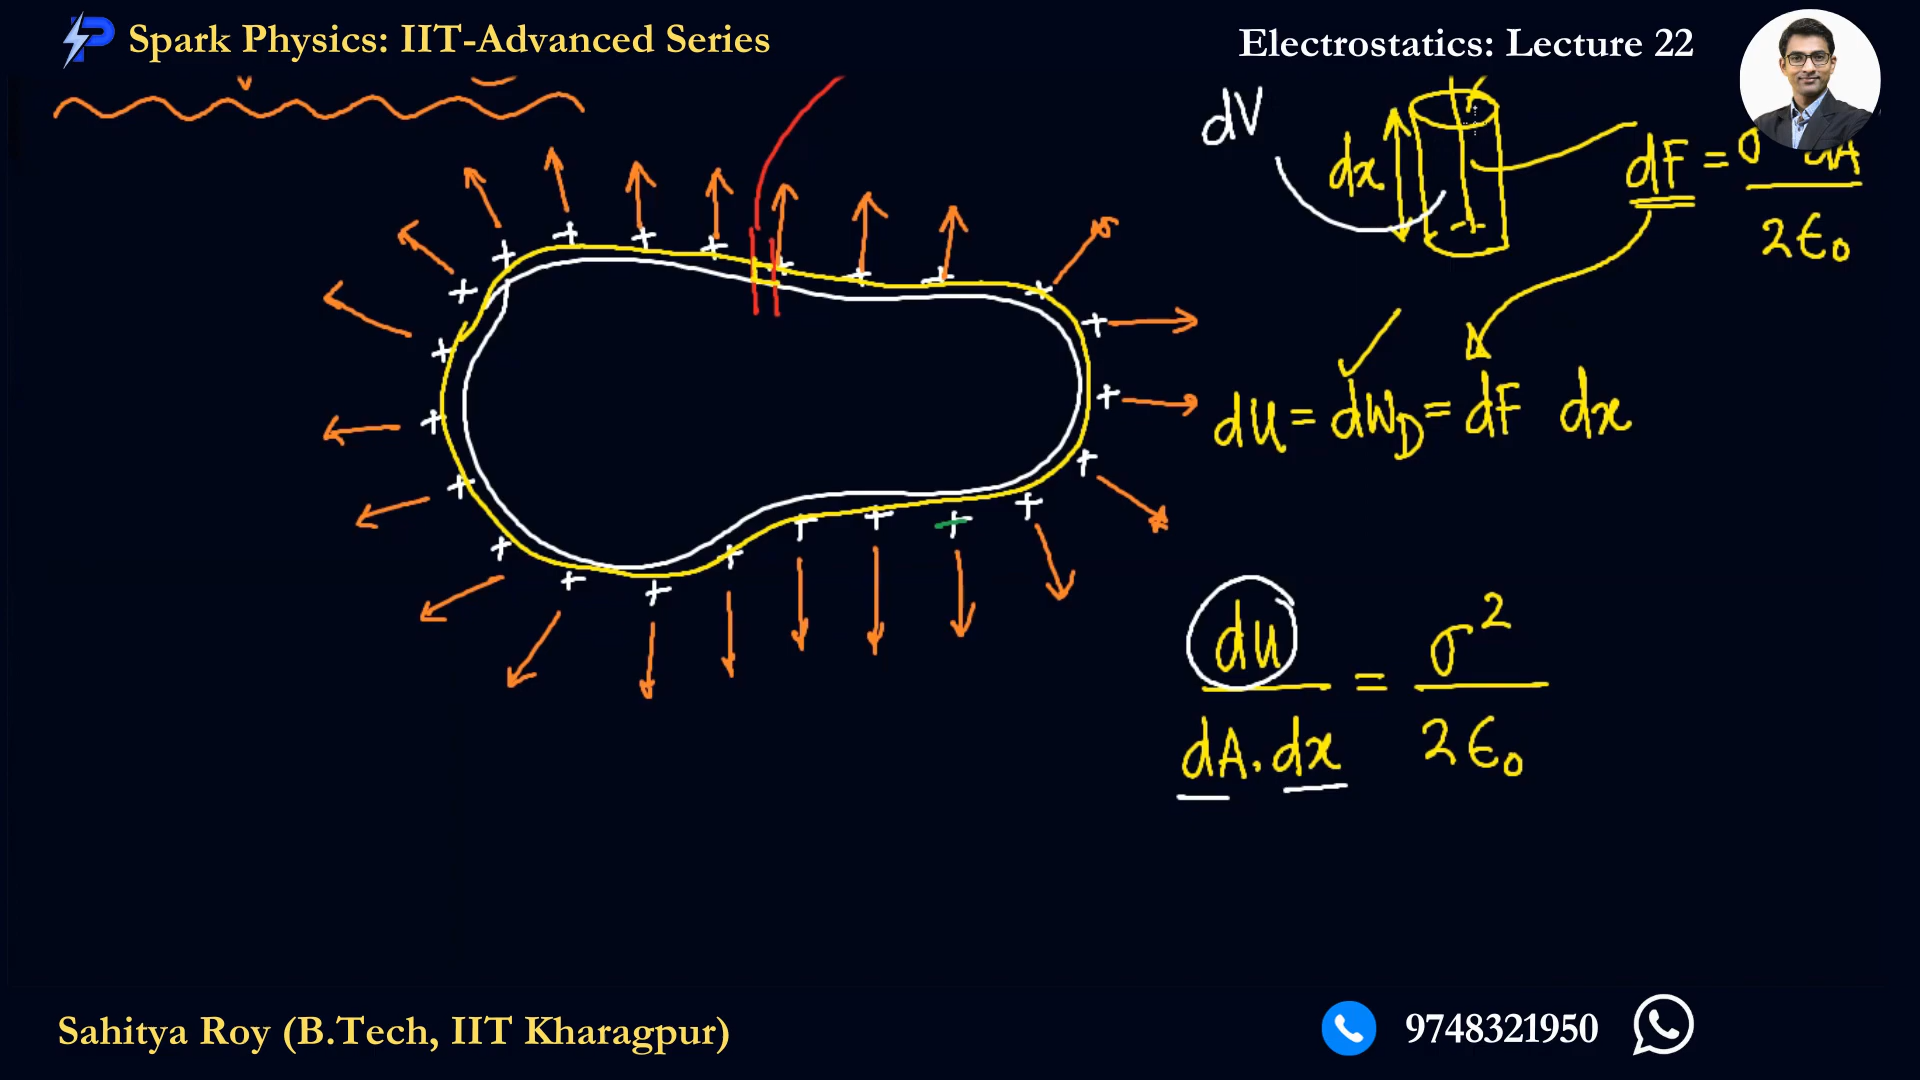 Spark Physics: IIT-Advanced Series
Electrostatics: Lecture 22
dV
dx
dF = dA
2ϵ₀
dU = dW_D = dF dx
dU = σ²
dA . dx 2ϵ₀
Sahitya Roy (B.Tech, IIT Kharagpur)
9748321950